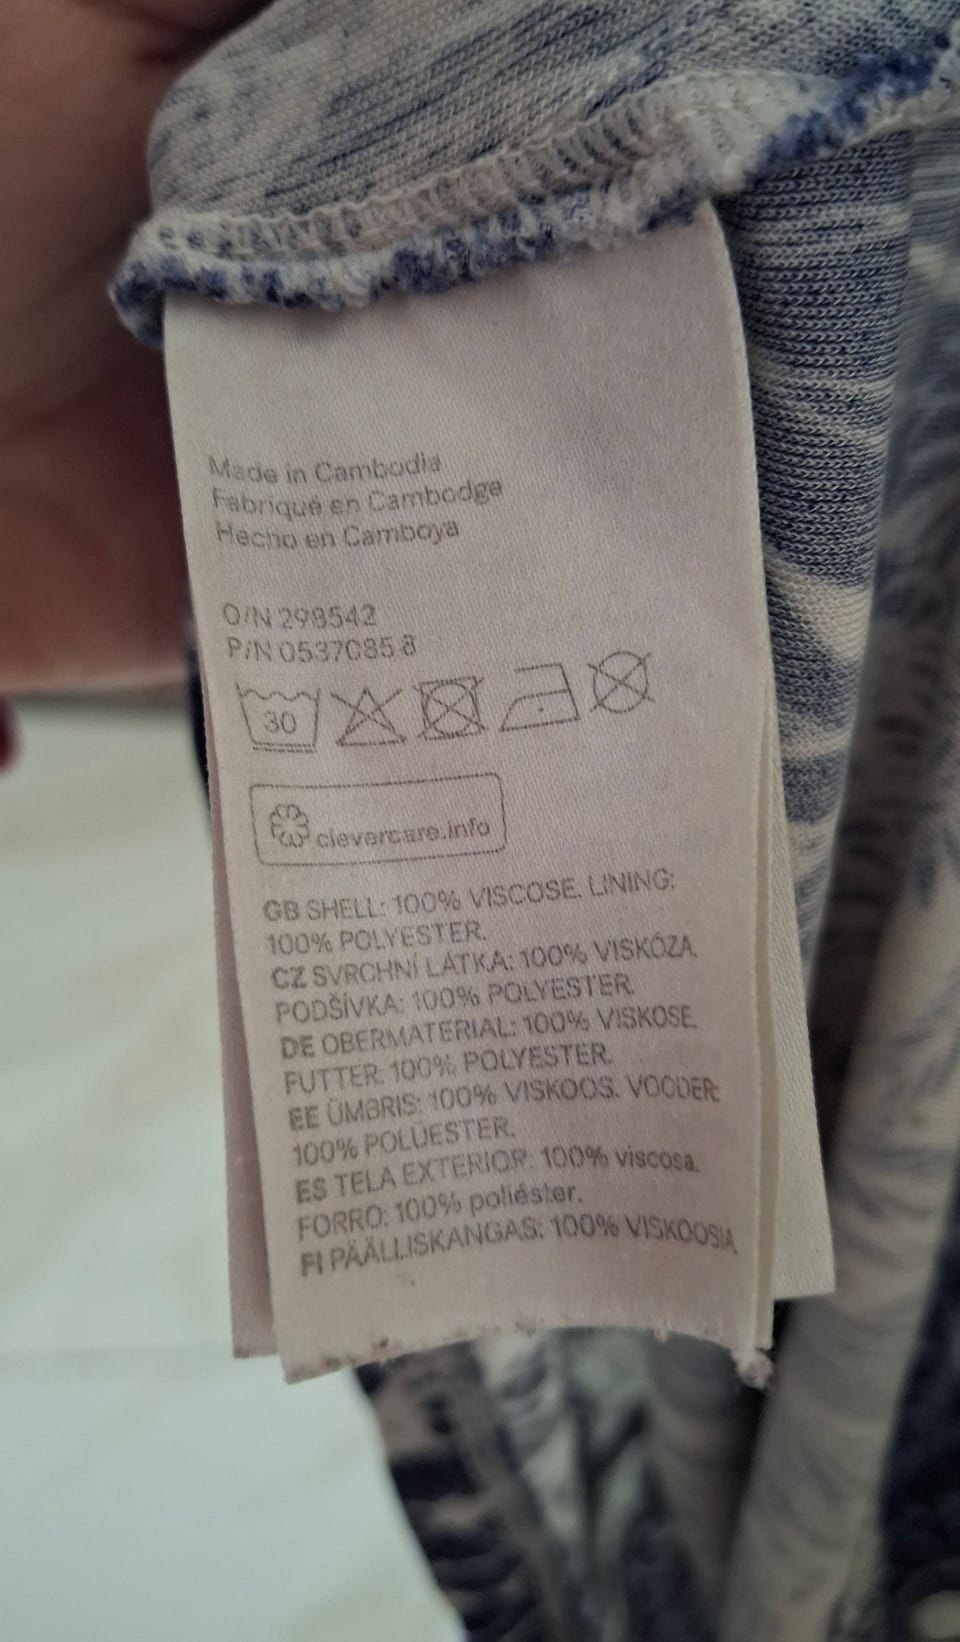 Made in Cambodia
Fabriqué en Cambodge
Hecho en Camboya
O/N 298542
P/N 0537085 8
30
clevercare.info
GB SHELL: 100% VISCOSE. LINING:
100% POLYESTER.
CZ SVRCHNÍ LÁTKA: 100% VISKÓZA.
PODŠÍVKA: 100% POLYESTER.
DE OBERMATERIAL: 100% VISKOSE.
FUTTER: 100% POLYESTER.
EE ÜMBRIS: 100% VISKOOS. VOODER:
100% POLÜESTER.
ES TELA EXTERIOR: 100% viscosa.
FORRO: 100% poliéster.
FI PÄÄLLISKANGAS: 100% VISKOOSIA.